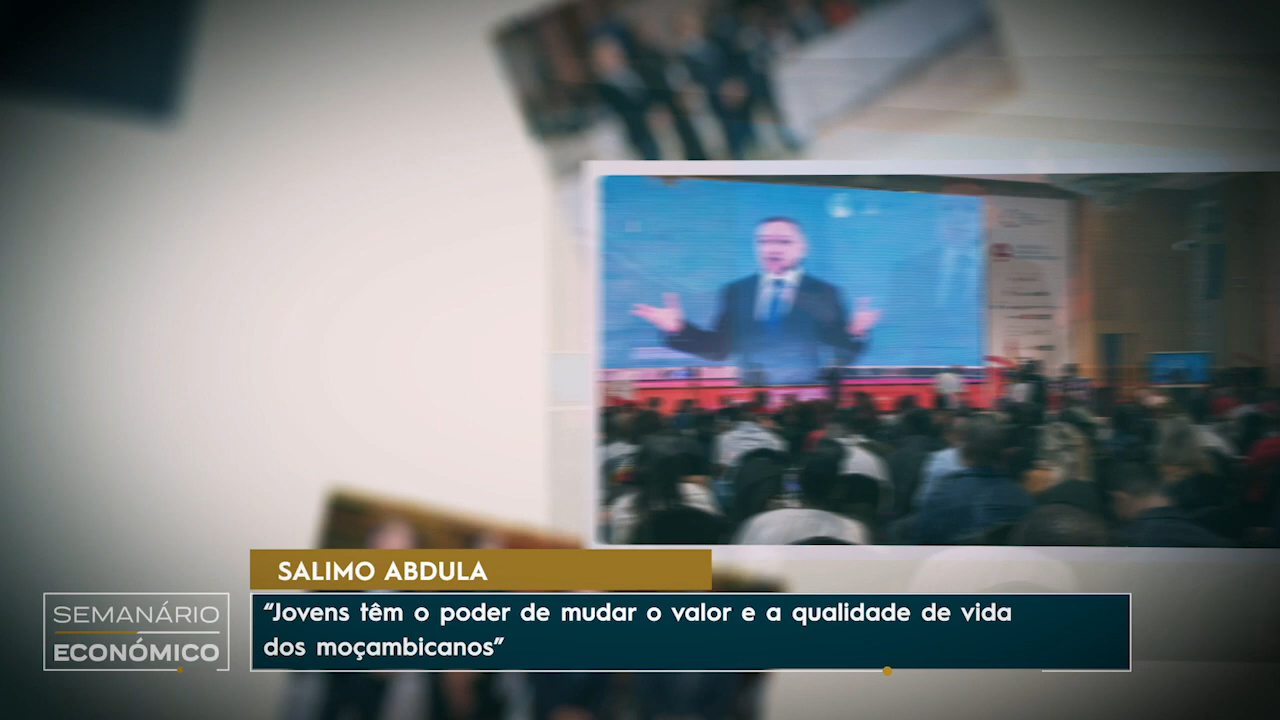 SALIMO ABDULA
“Jovens têm o poder de mudar o valor e a qualidade de vida
dos moçambicanos”
SEMANÁRIO
ECONÓMICO